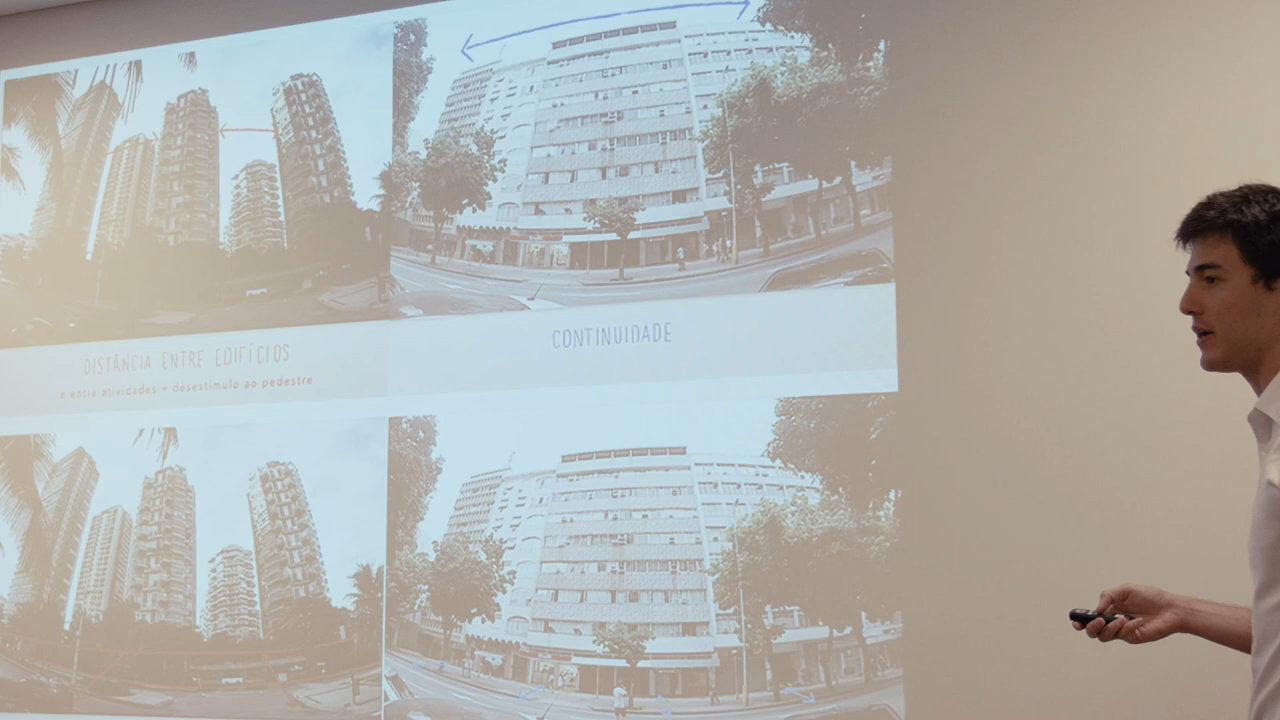 DISTÂNCIA ENTRE EDIFÍCIOS
e entre atividades = desestímulo ao pedestre
CONTINUIDADE